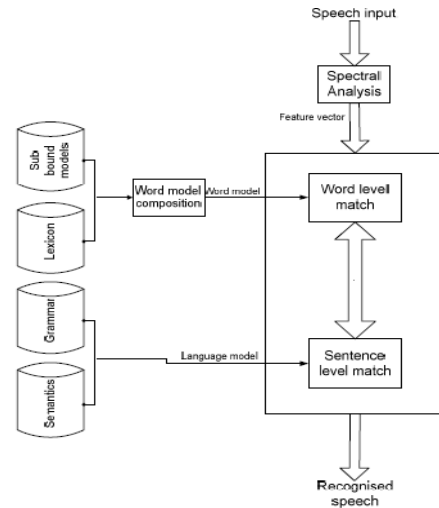 Speech input
Spectral
Analysis
Feature vector
Sub
bound
models
Lexicon
Word model
composition
Word model
Word level
match
Grammar
Semantics
Language model
Sentence
level match
Recognised
speech